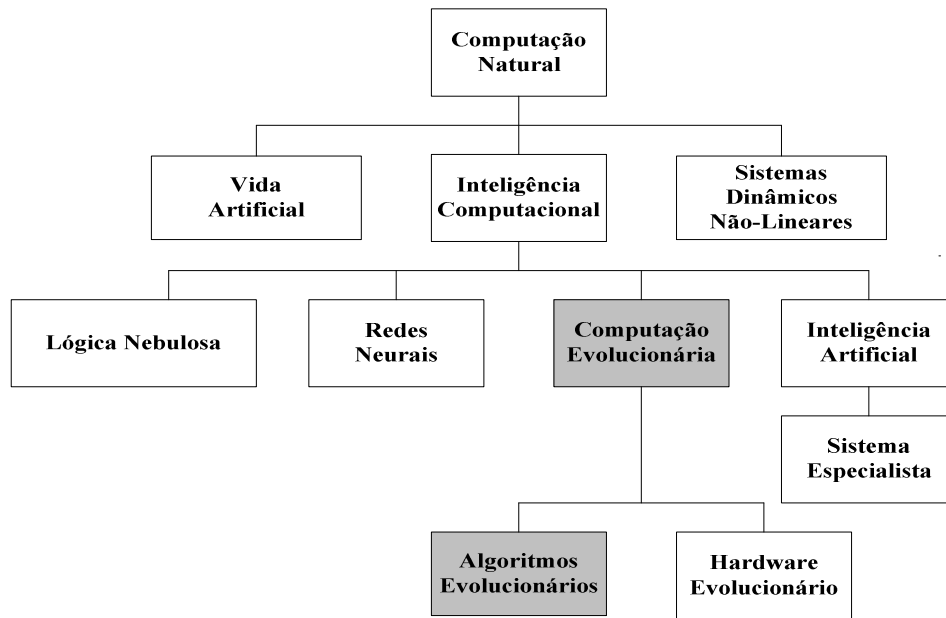 Computação
Natural
Vida
Artificial
Inteligência
Computacional
Sistemas
Dinâmicos
Não-Lineares
Lógica Nebulosa
Redes
Neurais
Computação
Evolucionária
Inteligência
Artificial
Sistema
Especialista
Algoritmos
Evolucionários
Hardware
Evolucionário